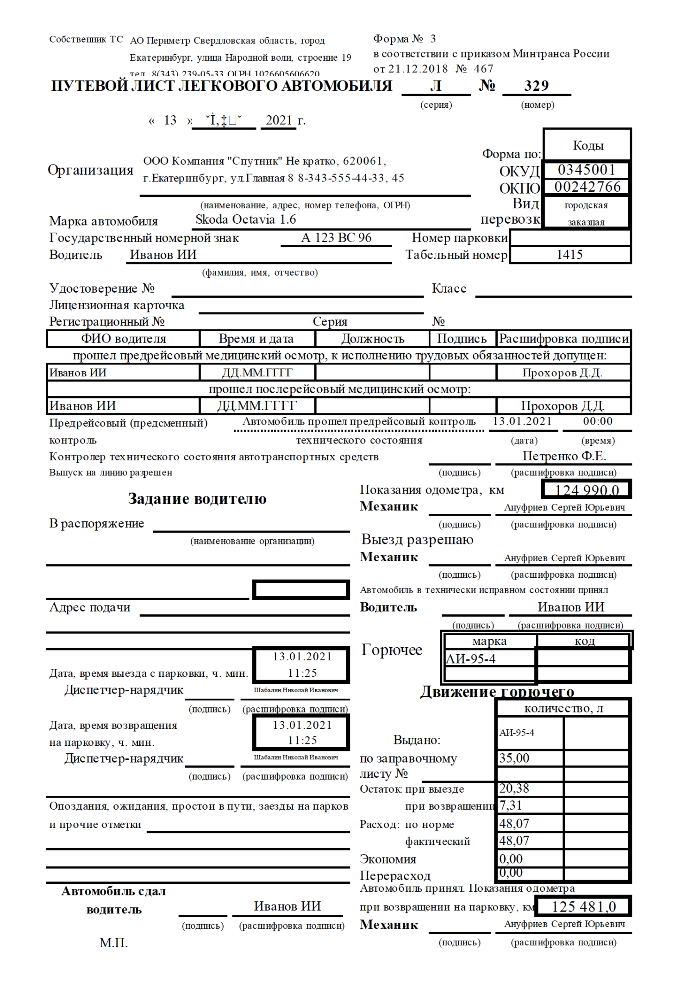 Собственник ТС АО Периметр Свердловская область, город
Екатеринбург, улица Народной воли, строение 19
тел. 8(343) 239-05-33 ОГРН 1026605606620
Форма № 3
в соответствии с приказом Минтранса России
от 21.12.2018 № 467
ПУТЕВОЙ ЛИСТ ЛЕГКОВОГО АВТОМОБИЛЯ Л № 329
(серия) (номер)
« 13 » 2021 г.
Коды
Форма по:
ОКУД 0345001
ОКПО 00242766
Организация ООО Компания "Спутник" Не кратко, 620061,
г.Екатеринбург, ул.Главная 8 8-343-555-44-33, 45
(наименование, адрес, номер телефона, ОГРН)
Вид городская
перевозк заказная
Марка автомобиля Skoda Octavia 1.6
Государственный номерной знак А 123 ВС 96 Номер парковки
Водитель Иванов ИИ Табельный номер 1415
(фамилия, имя, отчество)
Удостоверение № Класс
Лицензионная карточка
Регистрационный № Серия №
ФИО водителя Время и дата Должность Подпись Расшифровка подписи
прошел предрейсовый медицинский осмотр, к исполнению трудовых обязанностей допущен:
Иванов ИИ ДД.ММ.ГГГГ Прохоров Д.Д.
прошел послерейсовый медицинский осмотр:
Иванов ИИ ДД.ММ.ГГГГ Прохоров Д.Д.
Предрейсовый (предсменный) Автомобиль прошел предрейсовый контроль 13.01.2021 00:00
контроль технического состояния (дата) (время)
Контролер технического состояния автотранспортных средств Петренко Ф.Е.
Выпуск на линию разрешен (подпись) (расшифровка подписи)
Задание водителю
В распоряжение
(наименование организации)
Адрес подачи
13.01.2021
Дата, время выезда с парковки, ч. мин. 11:25
Диспетчер-нарядчик Шабалин Николай Иванович
(подпись) (расшифровка подписи)
Дата, время возвращения 13.01.2021
на парковку, ч. мин. 11:25
Диспетчер-нарядчик Шабалин Николай Иванович
(подпись) (расшифровка подписи)
Опоздания, ожидания, простои в пути, заезды на парков
и прочие отметки
Автомобиль сдал
водитель Иванов ИИ
(подпись) (расшифровка подписи)
М.П.
Показания одометра, км 124 990,0
Механик Ануфриев Сергей Юрьевич
(подпись) (расшифровка подписи)
Выезд разрешаю
Механик Ануфриев Сергей Юрьевич
(подпись) (расшифровка подписи)
Автомобиль в технически исправном состоянии принял
Водитель Иванов ИИ
(подпись) (расшифровка подписи)
Горючее марка код
АИ-95-4
Движение горючего
количество, л
Выдано: АИ-95-4
по заправочному 35,00
листу №
Остаток: при выезде 20,38
при возвращении 7,31
Расход: по норме 48,07
фактический 48,07
Экономия 0,00
Перерасход 0,00
Автомобиль принял. Показания одометра
при возвращении на парковку, км 125 481,0
Механик Ануфриев Сергей Юрьевич
(подпись) (расшифровка подписи)